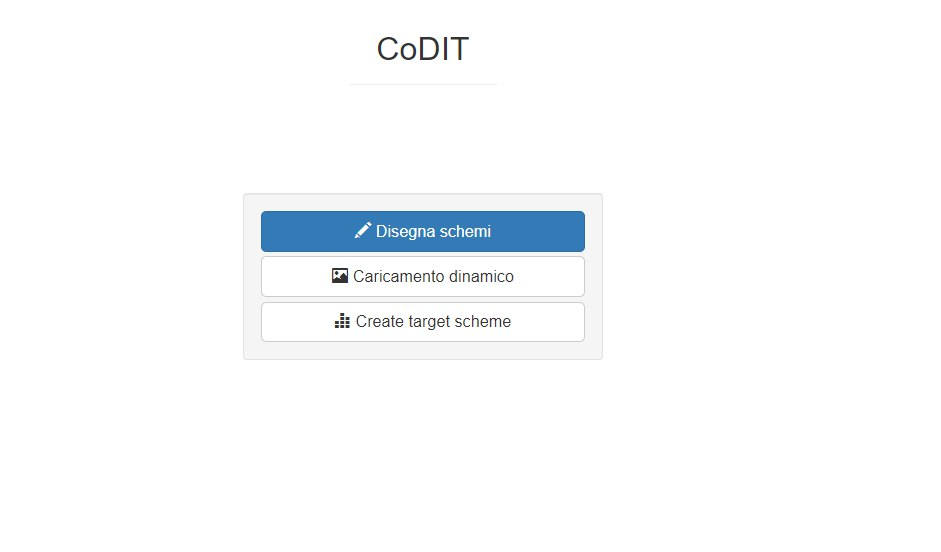 CoDIT
Disegna schemi
Caricamento dinamico
Create target scheme